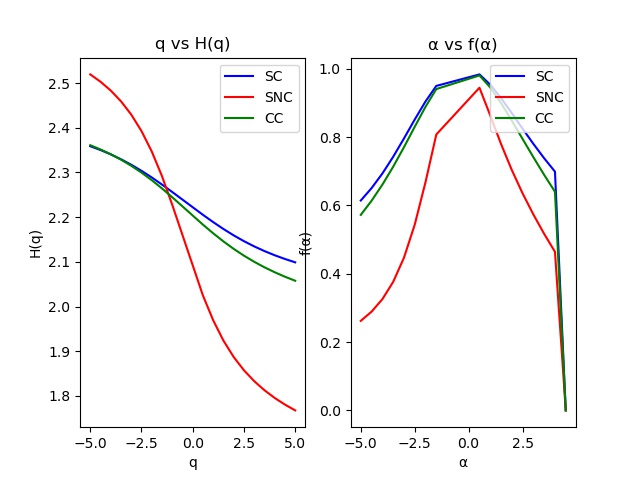 q vs H(q)
SC
SNC
CC
H(q)
2.5
2.4
2.3
2.2
2.1
2.0
1.9
1.8
−5.0 −2.5 0.0 2.5 5.0
q
α vs f(α)
SC
SNC
CC
f(α)
1.0
0.8
0.6
0.4
0.2
0.0
−5.0 −2.5 0.0 2.5
α